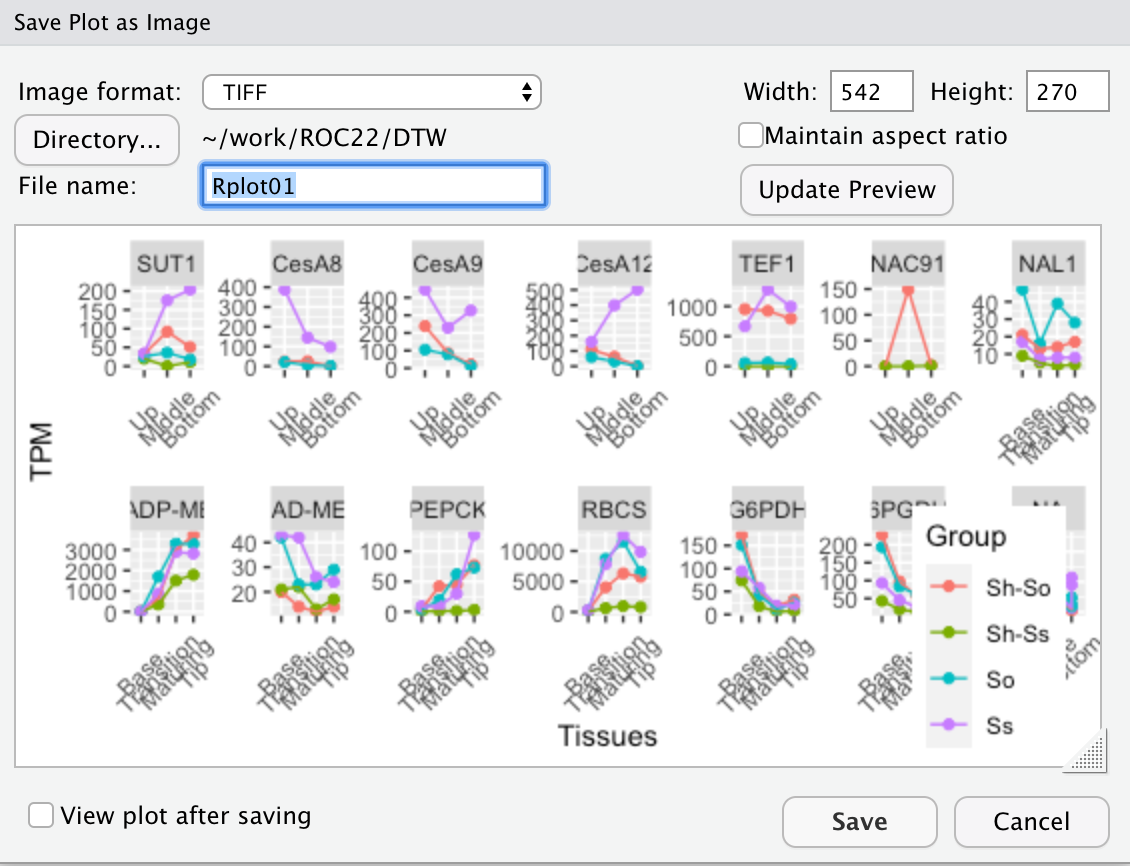 Save Plot as Image
Image format: TIFF Width: 542 Height: 270
Directory... ~/work/ROC22/DTW Maintain aspect ratio
File name: Rplot01 Update Preview
SUT1 CesA8 CesA9 CesA12 TEF1 NAC91 NAL1
200 150 100 50 0
400 300 200 100 0
400 300 200 100 0
500 400 300 200 100 0
1000 500 0
150 100 50 0
40 30 20 10
Up Middle Bottom
Up Middle Bottom
Up Middle Bottom
Up Middle Bottom
Up Middle Bottom
Up Middle Bottom
Base Transition Maturing Tip
TPM
ADP-ME AD-ME PEPCK RBCS G6PDH
3000 2000 1000 0
40 30 20
100 50 0
10000 5000 0
150 100 50 0
200 150 100 50
Base Transition Maturing Tip
Base Transition Maturing Tip
Base Transition Maturing Tip
Base Transition Maturing Tip
Base Transition Maturing Tip
Tissues
Group
Sh-So
Sh-Ss
So
Ss
View plot after saving Save Cancel